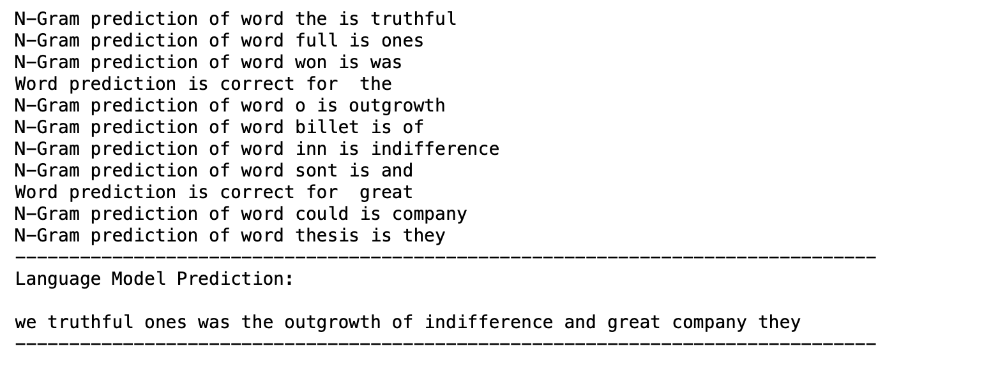 N-Gram prediction of word the is truthful
N-Gram prediction of word full is ones
N-Gram prediction of word won is was
Word prediction is correct for  the
N-Gram prediction of word o is outgrowth
N-Gram prediction of word billet is of
N-Gram prediction of word inn is indifference
N-Gram prediction of word sont is and
Word prediction is correct for  great
N-Gram prediction of word could is company
N-Gram prediction of word thesis is they
--------------------------------------------------------------------------------
Language Model Prediction:
we truthful ones was the outgrowth of indifference and great company they
--------------------------------------------------------------------------------